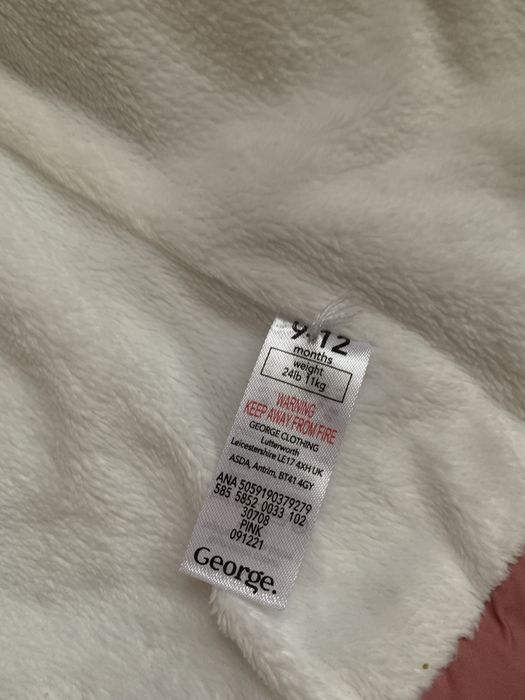 9-12
months
weight
24lb 11kg
WARNING
KEEP AWAY FROM FIRE
GEORGE CLOTHING
Lutterworth
Leicestershire LE17 4XH UK
ASDA, Antrim, BT41 4GY
ANA 5059190379279
585 5852 0033 102
30708
PINK
091221
George.